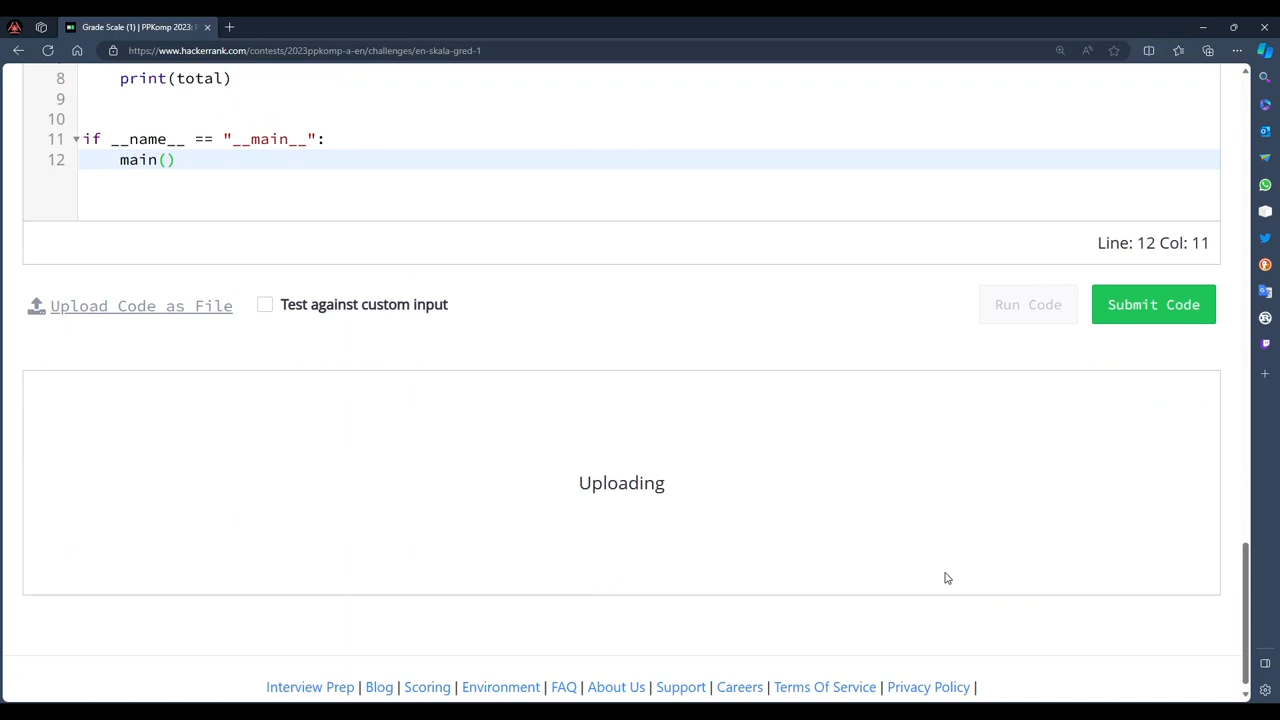 Grade Scale (1) | PPKomp 2023:
https://www.hackerrank.com/contests/2023ppkomp-a-en/challenges/en-skala-gred-1
8 print(total)
9
10
11 if __name__ == "__main__":
12 main()
Line: 12 Col: 11
Upload Code as File Test against custom input Run Code Submit Code
Uploading
Interview Prep | Blog | Scoring | Environment | FAQ | About Us | Support | Careers | Terms Of Service | Privacy Policy |